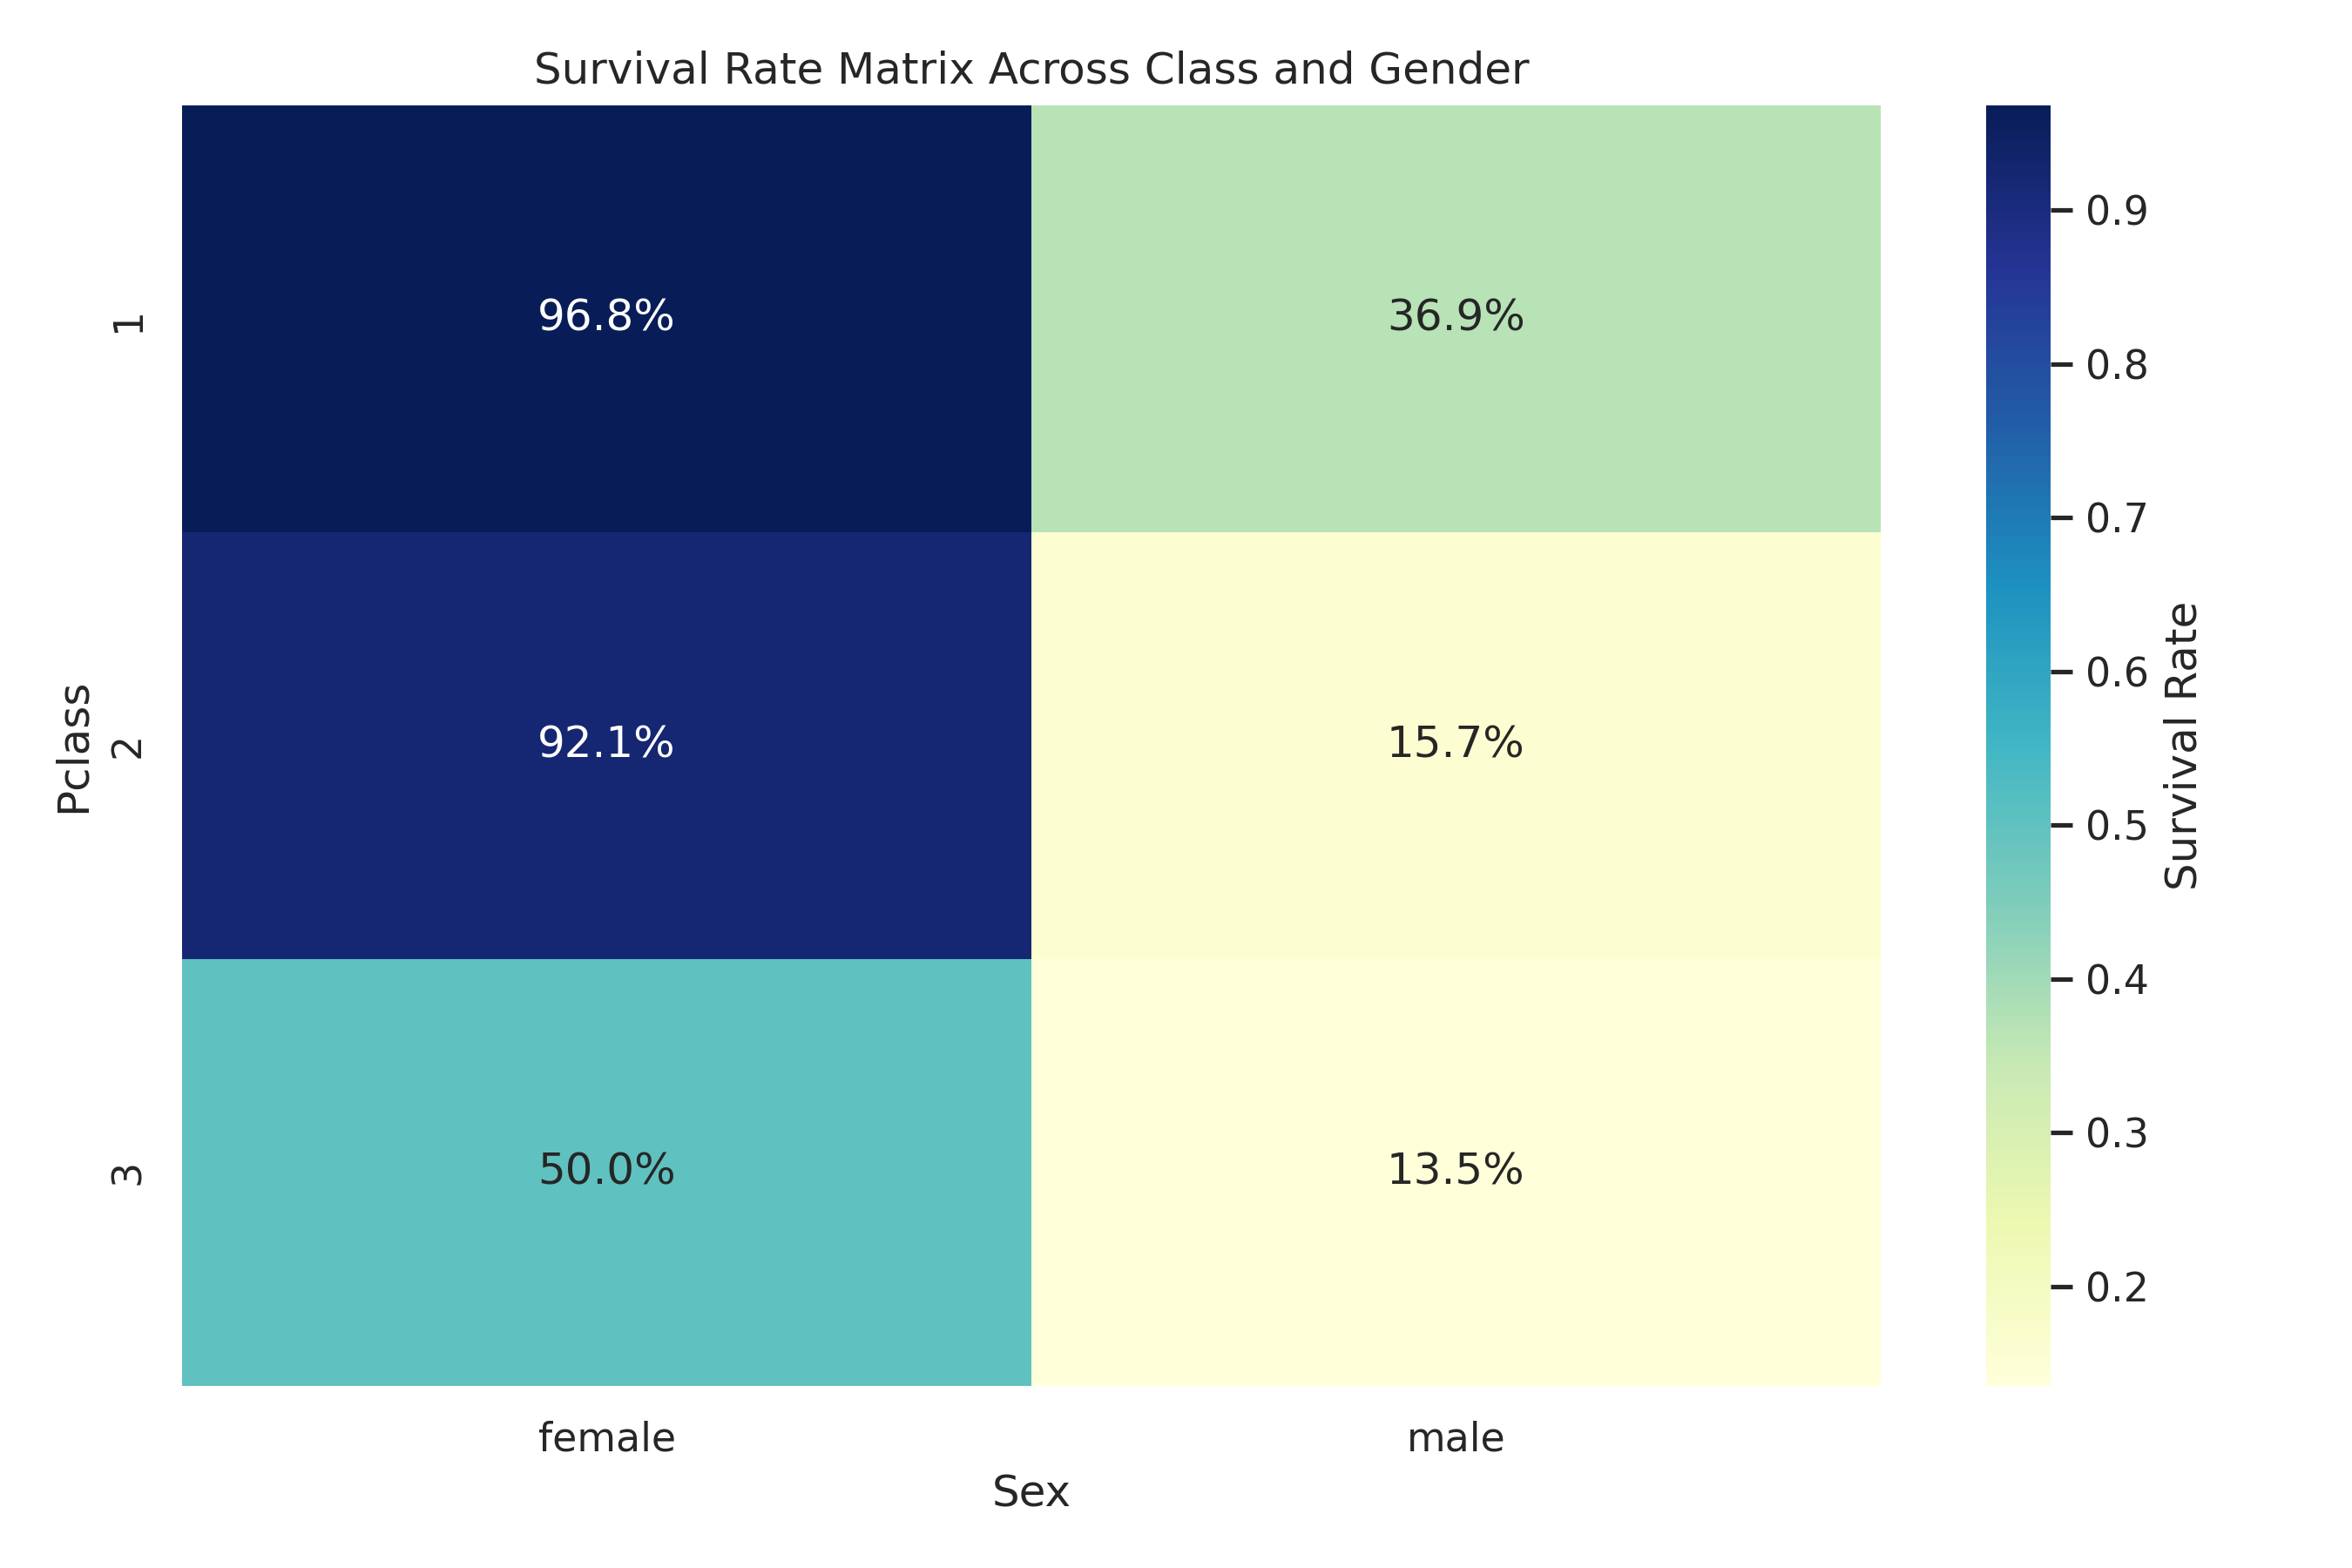 Survival Rate Matrix Across Class and Gender
Pclass
1
96.8%
36.9%
2
92.1%
15.7%
3
50.0%
13.5%
female
male
Sex
0.9
0.8
0.7
0.6
0.5
0.4
0.3
0.2
Survival Rate